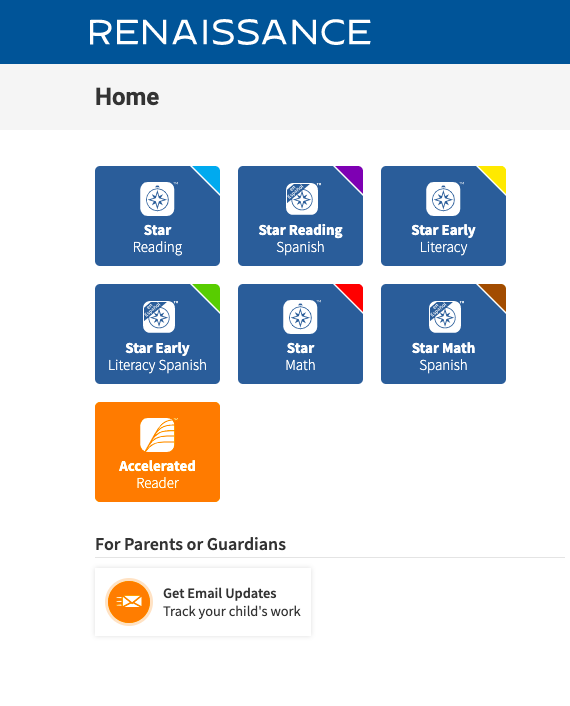 RENAISSANCE
Home
Star
Reading
Star Reading
Spanish
Star Early
Literacy
Star Early
Literacy Spanish
Star
Math
Star Math
Spanish
Accelerated
Reader
For Parents or Guardians
Get Email Updates
Track your child's work